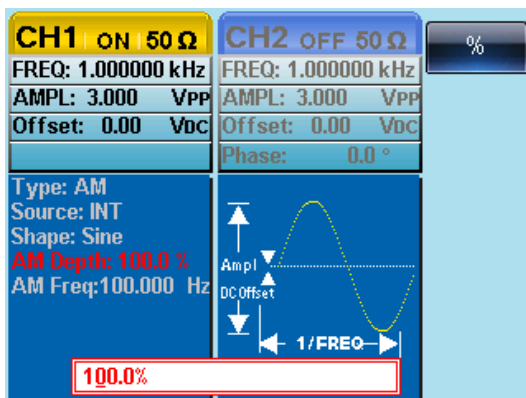 CH1 ON 50 Ω
FREQ: 1.000000 kHz
AMPL: 3.000 VPP
Offset: 0.00 VDC
CH2 OFF 50 Ω
FREQ: 1.000000 kHz
AMPL: 3.000 VPP
Offset: 0.00 VDC
Phase: 0.0 °
%
Type: AM
Source: INT
Shape: Sine
AM Depth: 100.0 %
AM Freq:100.000 Hz
Ampl
DC Offset
1/FREQ
100.0%